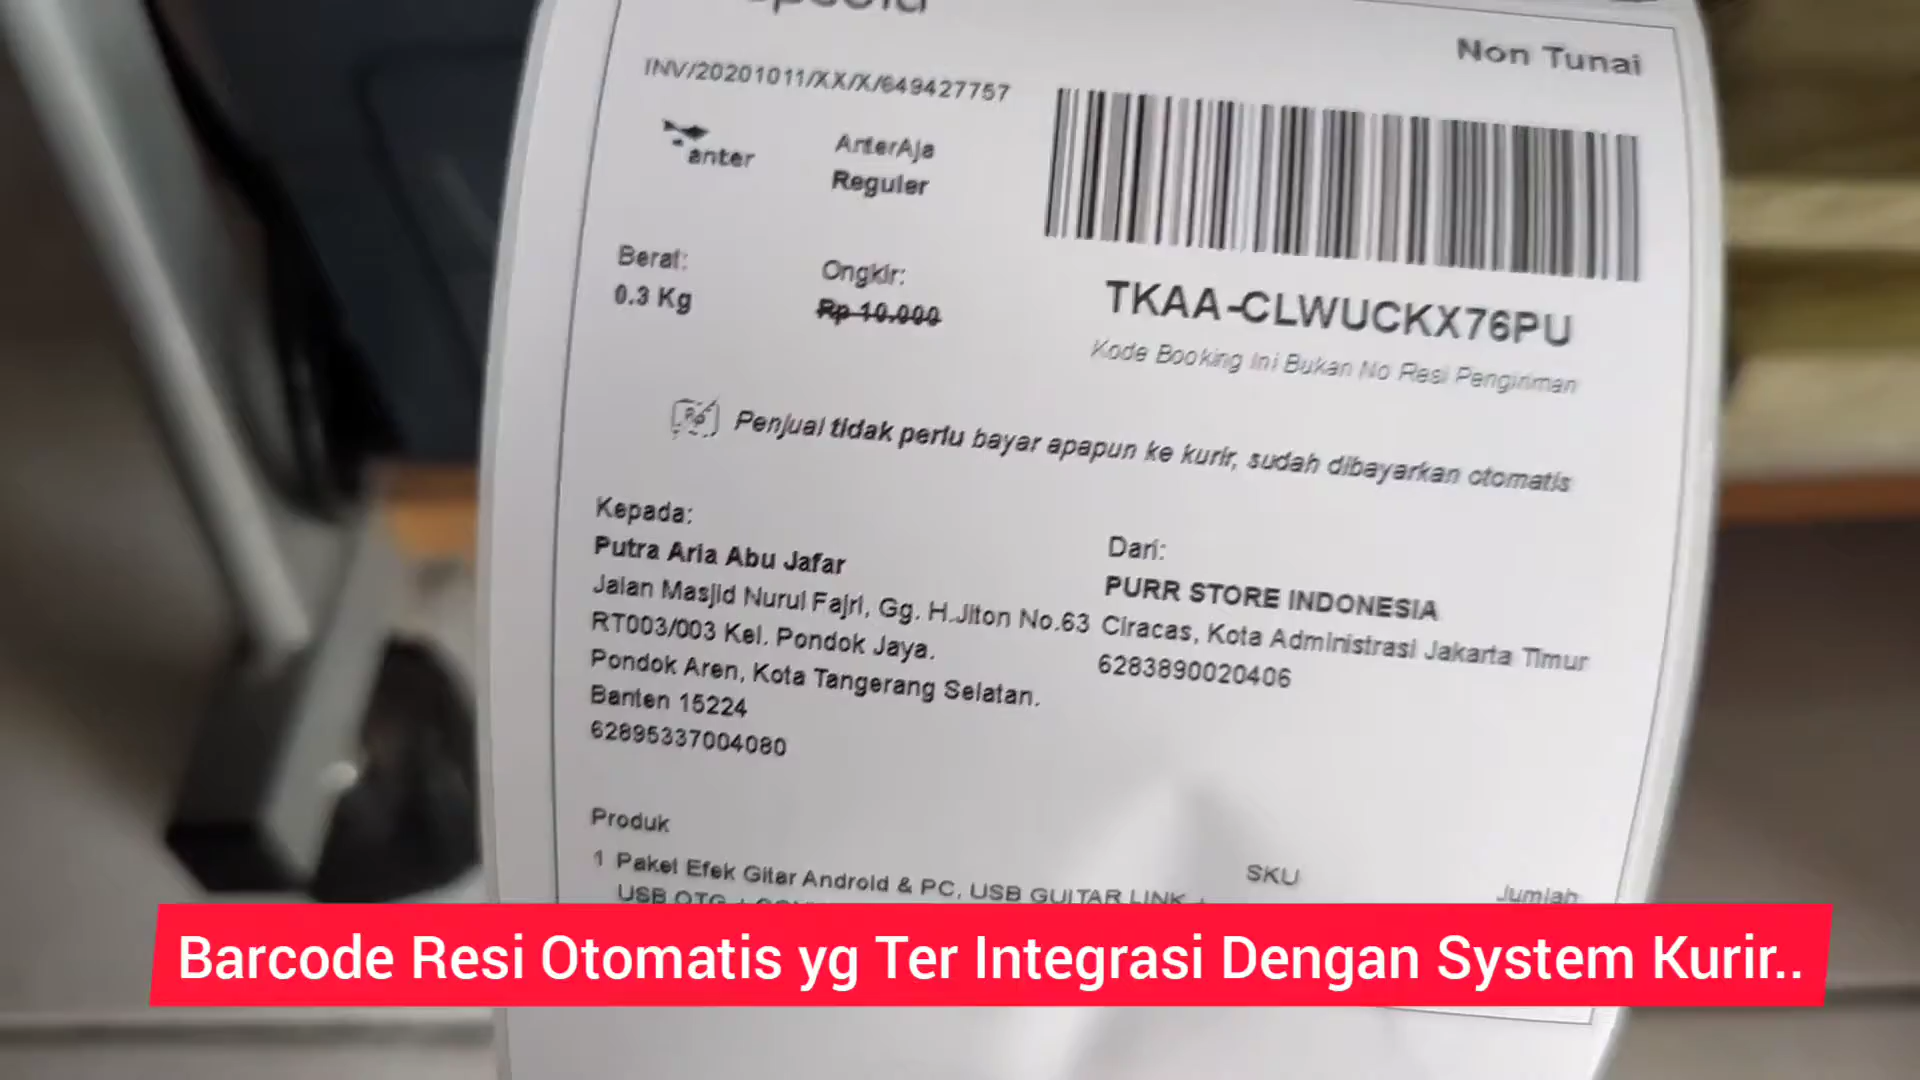 Non Tunai
INV/20201011/XX/X/649427757
anter
AnterAja
Reguler
Berat:
0.3 Kg
Ongkir:
Rp 10.000
TKAA-CLWUCKX76PU
Kode Booking Ini Bukan No Resi Pengiriman
Penjual tidak perlu bayar apapun ke kurir, sudah dibayarkan otomatis
Kepada:
Putra Aria Abu Jafar
Jalan Masjid Nurul Fajri, Gg. H.Jiton No.63
RT003/003 Kel. Pondok Jaya.
Pondok Aren, Kota Tangerang Selatan.
Banten 15224
62895337004080
Dari:
PURR STORE INDONESIA
Ciracas, Kota Administrasi Jakarta Timur
6283890020406
Produk
SKU
Jumlah
1 Paket Efek Gitar Android & PC, USB GUITAR LINK +
USB OTG +
Barcode Resi Otomatis yg Ter Integrasi Dengan System Kurir..